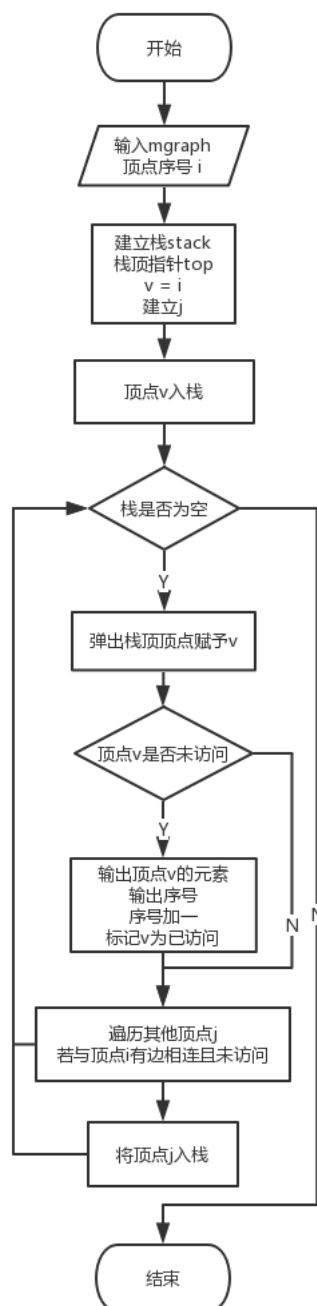 开始
输入mgraph
顶点序号 i
建立栈stack
栈顶指针top
v = i
建立j
顶点v入栈
栈是否为空
Y
弹出栈顶顶点赋予v
顶点v是否未访问
Y
输出顶点v的元素
输出序号
序号加一
标记v为已访问
N
N
遍历其他顶点j
若与顶点i有边相连且未访问
将顶点j入栈
结束